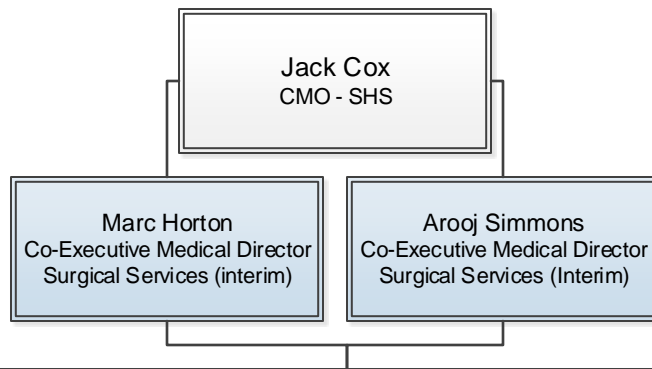 Jack Cox
CMO - SHS
Marc Horton
Co-Executive Medical Director
Surgical Services (interim)
Arooj Simmons
Co-Executive Medical Director
Surgical Services (Interim)